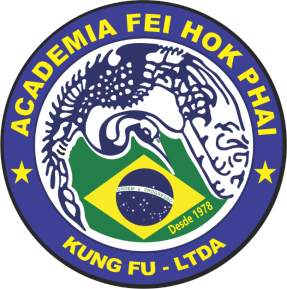 ACADEMIA FEI HOK PHAI
Desde 1978
KUNG FU - LTDA